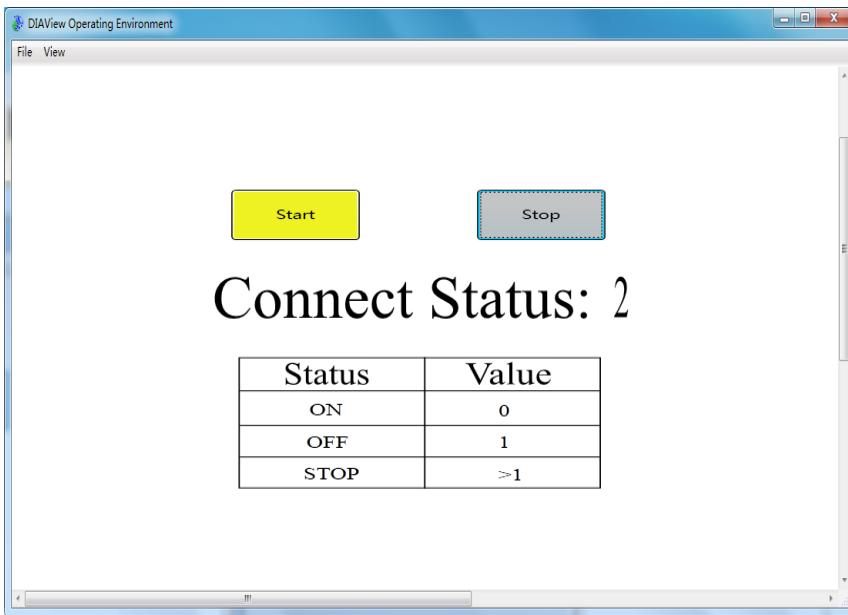 DIAView Operating Environment
File View
Start Stop
Connect Status: 2
Status Value
ON 0
OFF 1
STOP >1